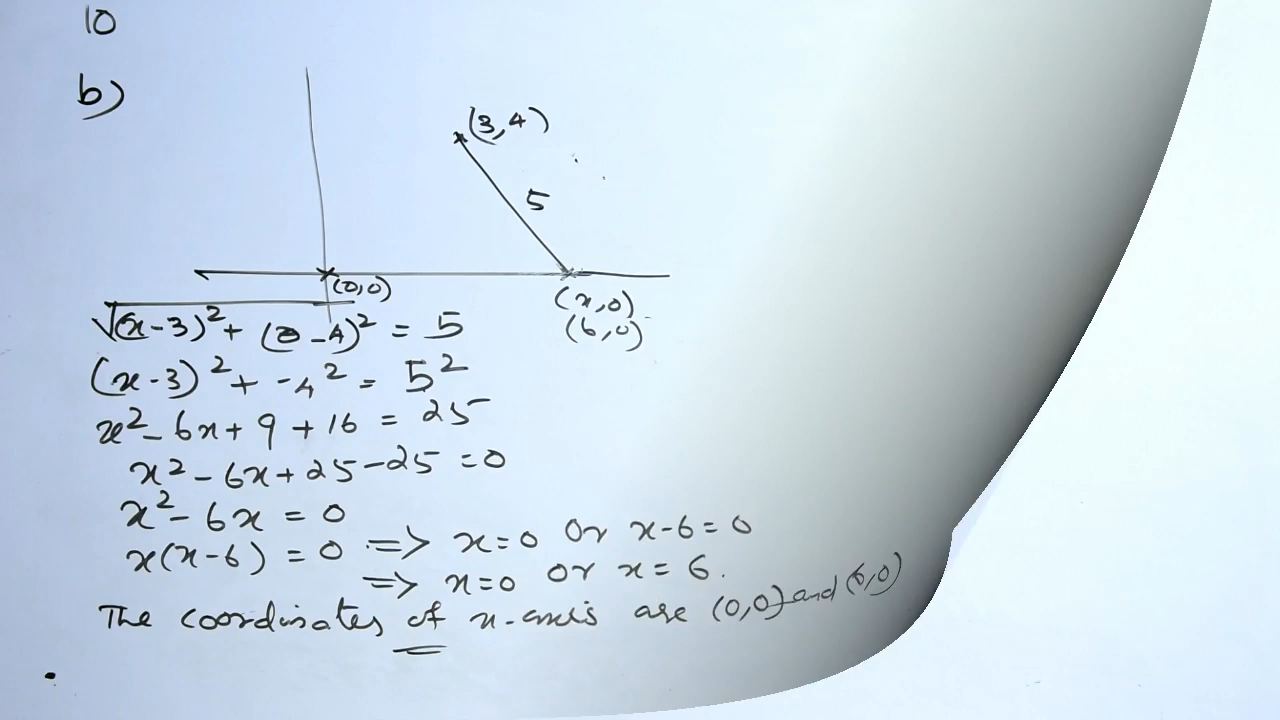 10
b)
(3,4)
5
(0,0)
(x,0)
(6,0)
√(x-3)² + (0-4)² = 5
(x-3)² + -4² = 5²
x² - 6x + 9 + 16 = 25
x² - 6x + 25 - 25 = 0
x² - 6x = 0
x(x-6) = 0 => x=0 Or x-6=0
=> x=0 or x=6.
The coordinates of x-axis are (0,0) and (6,0)